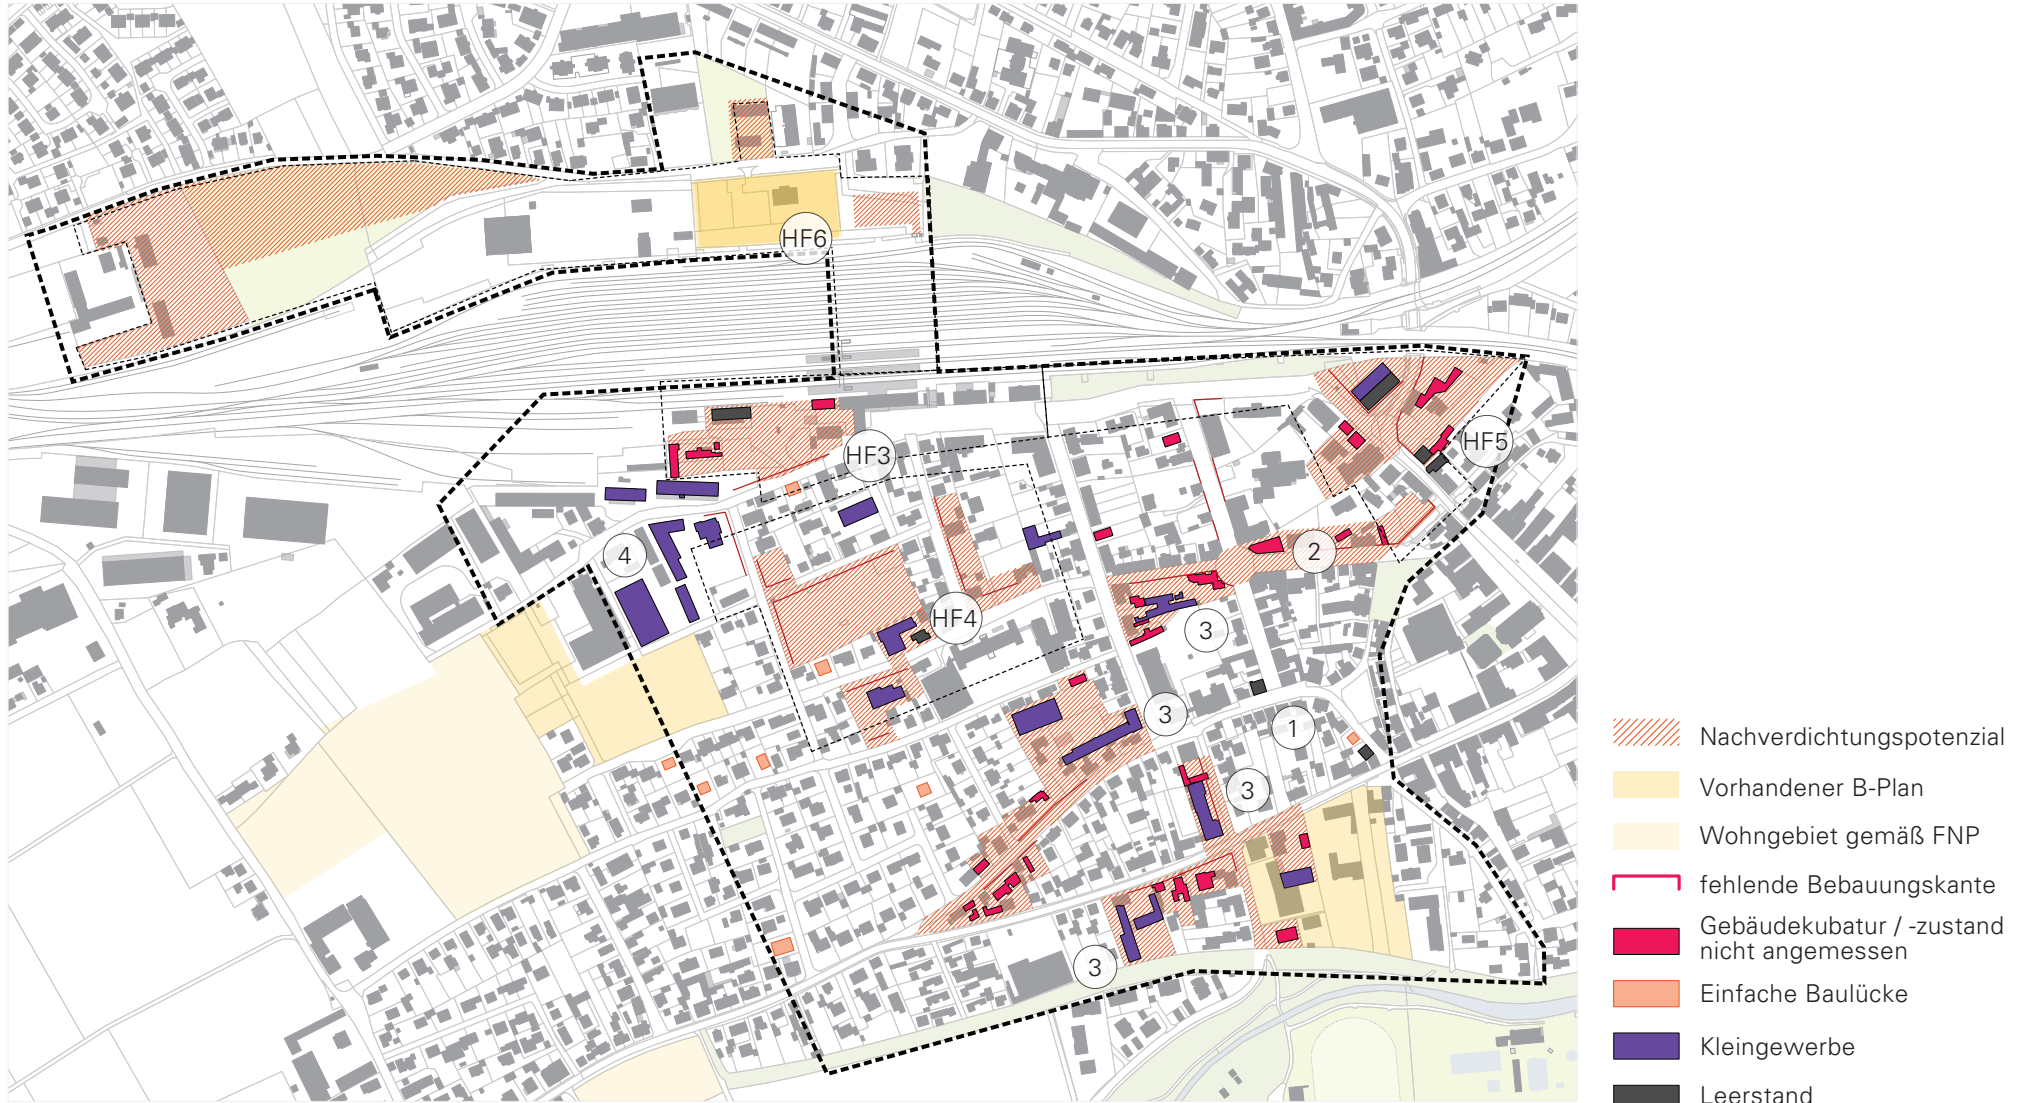 HF6
HF3
HF5
4
2
HF4
3
3
1
3
3
Nachverdichtungspotenzial
Vorhandener B-Plan
Wohngebiet gemäß FNP
fehlende Bebauungskante
Gebäudekubatur / -zustand
nicht angemessen
Einfache Baulücke
Kleingewerbe
Leerstand